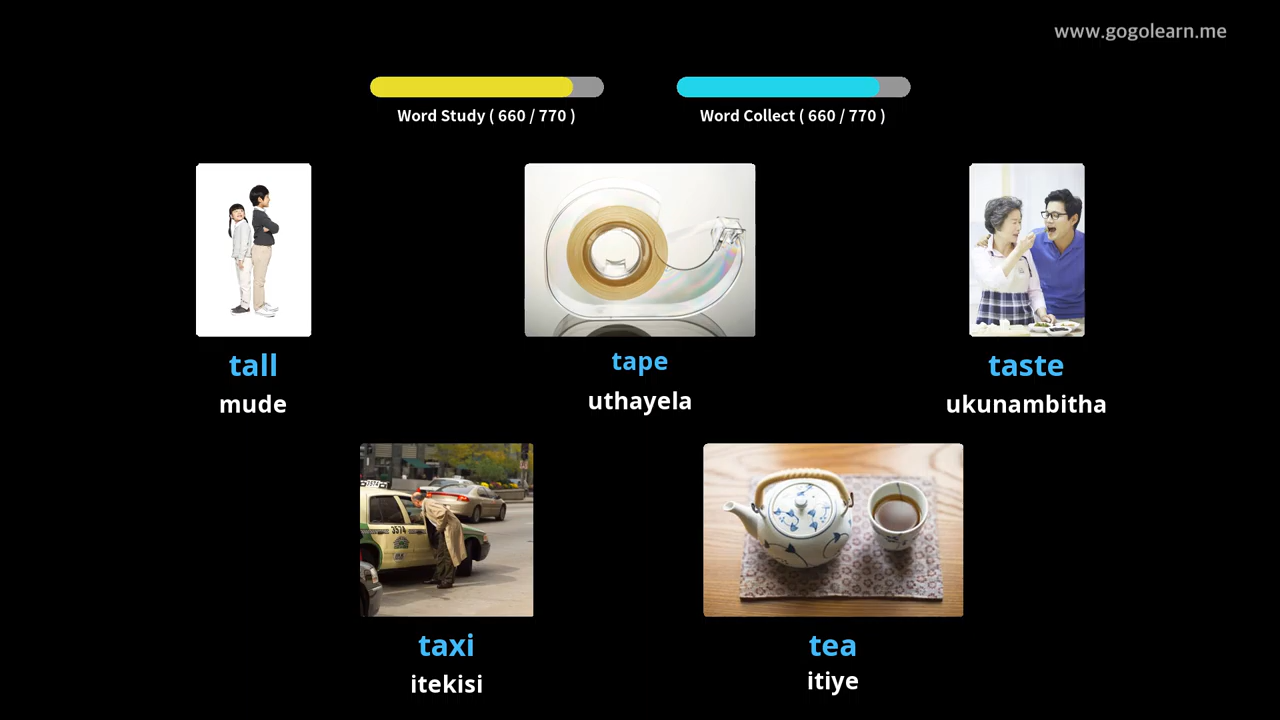 www.gogolearn.me
Word Study ( 660 / 770 )
Word Collect ( 660 / 770 )
tall
mude
tape
uthayela
taste
ukunambitha
3574
taxi
itekisi
tea
itiye